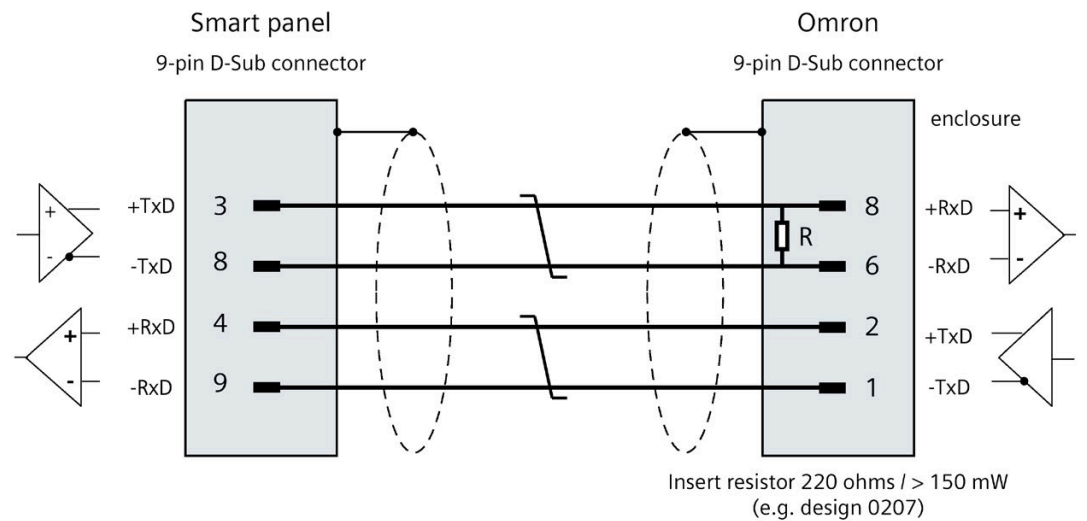 Smart panel
Omron
9-pin D-Sub connector
9-pin D-Sub connector
enclosure
+TxD 3 8 +RxD
R
-TxD 8 6 -RxD
+RxD 4 2 +TxD
-RxD 9 1 -TxD
+
-
+
-
+
-
Insert resistor 220 ohms / > 150 mW
(e.g. design 0207)